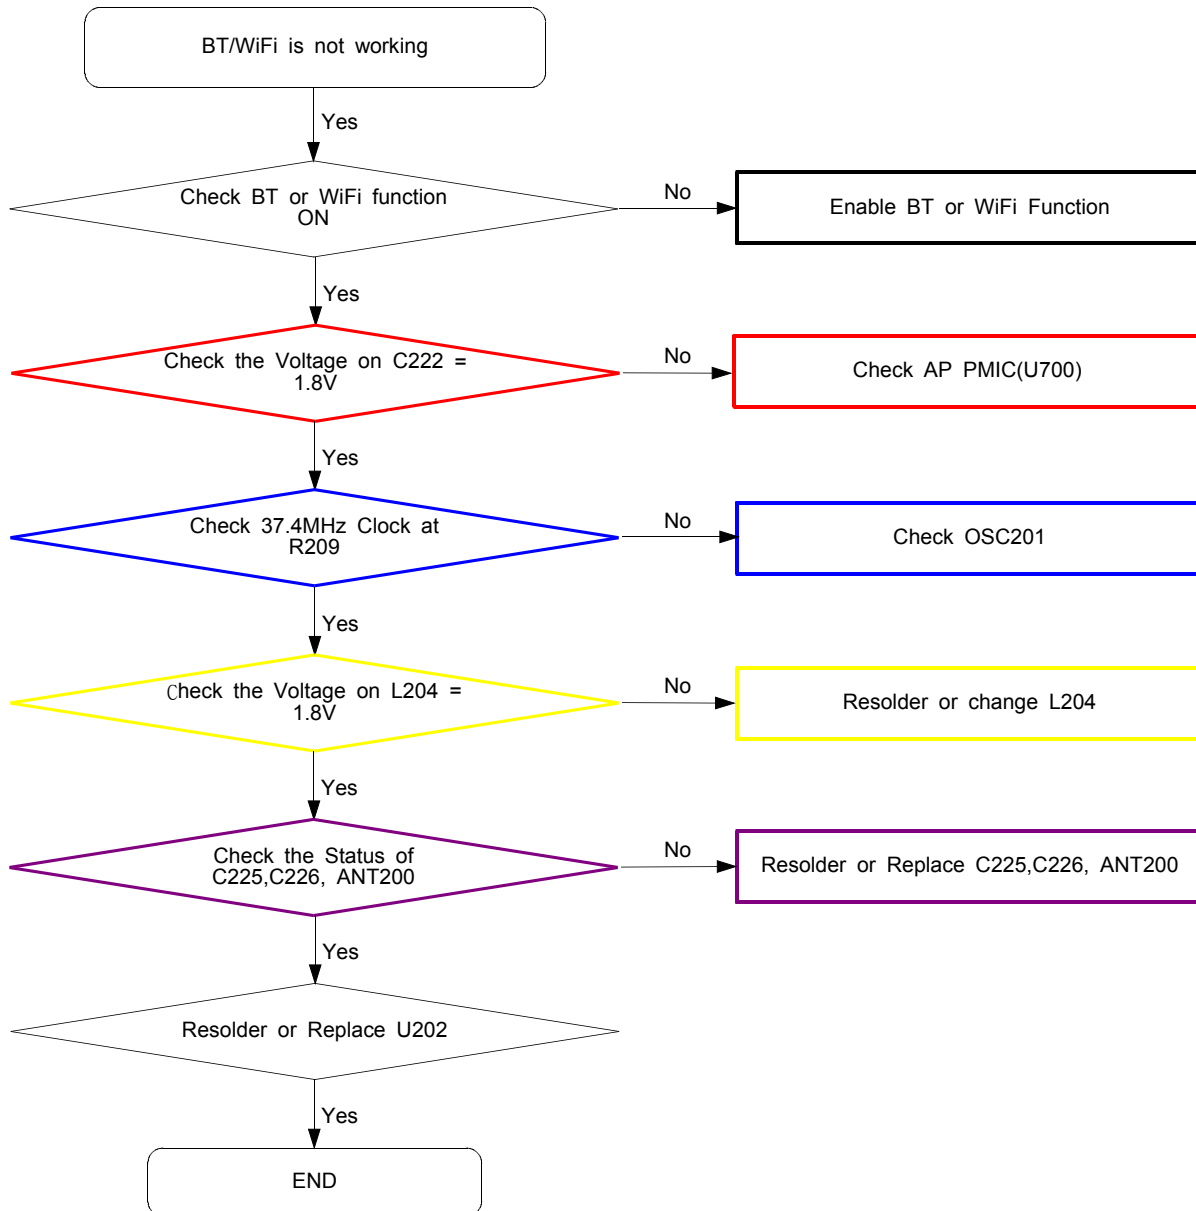 BT/WiFi is not working
Yes
Check BT or WiFi function
ON
No
Enable BT or WiFi Function
Yes
Check the Voltage on C222 =
1.8V
No
Check AP PMIC(U700)
Yes
Check 37.4MHz Clock at
R209
No
Check OSC201
Yes
Check the Voltage on L204 =
1.8V
No
Resolder or change L204
Yes
Check the Status of
C225,C226, ANT200
No
Resolder or Replace C225,C226, ANT200
Yes
Resolder or Replace U202
Yes
END